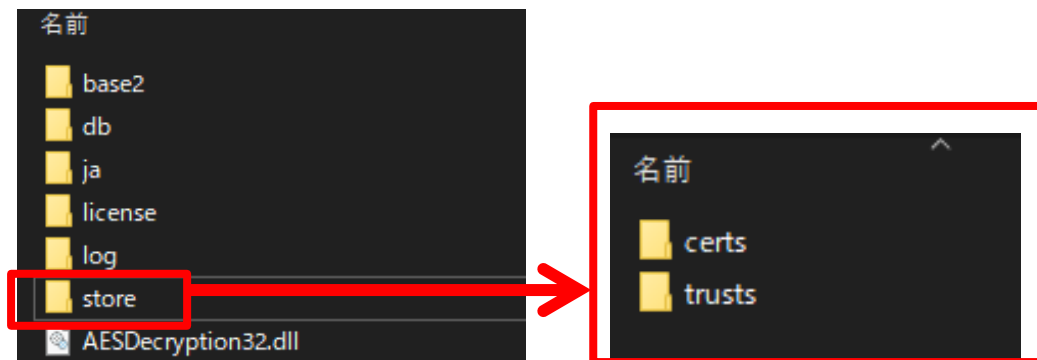 名前
base2
db
ja
license
log
store
AESDecryption32.dll
名前
certs
trusts